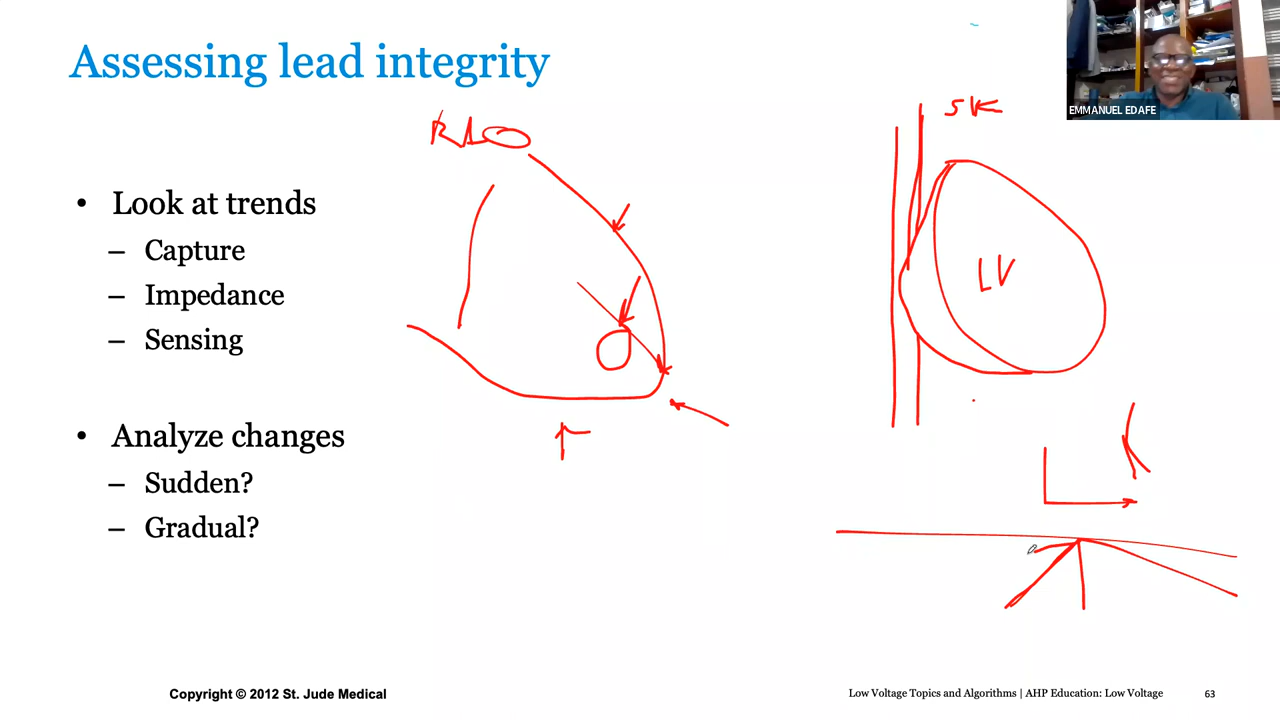 Assessing lead integrity
EMMANUEL EDAFE
RAO
SK
• Look at trends
– Capture
– Impedance
– Sensing
LV
• Analyze changes
– Sudden?
– Gradual?
Copyright © 2012 St. Jude Medical
Low Voltage Topics and Algorithms | AHP Education: Low Voltage
63